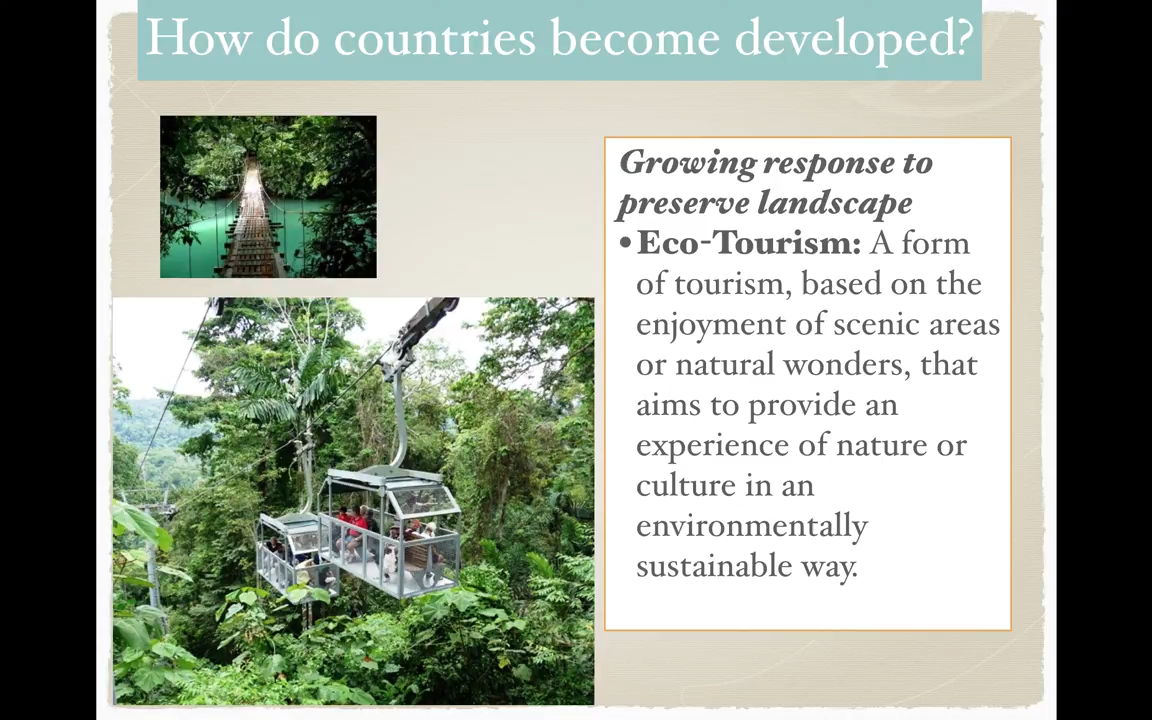 How do countries become developed?
Growing response to
preserve landscape
•Eco-Tourism: A form
of tourism, based on the
enjoyment of scenic areas
or natural wonders, that
aims to provide an
experience of nature or
culture in an
environmentally
sustainable way.